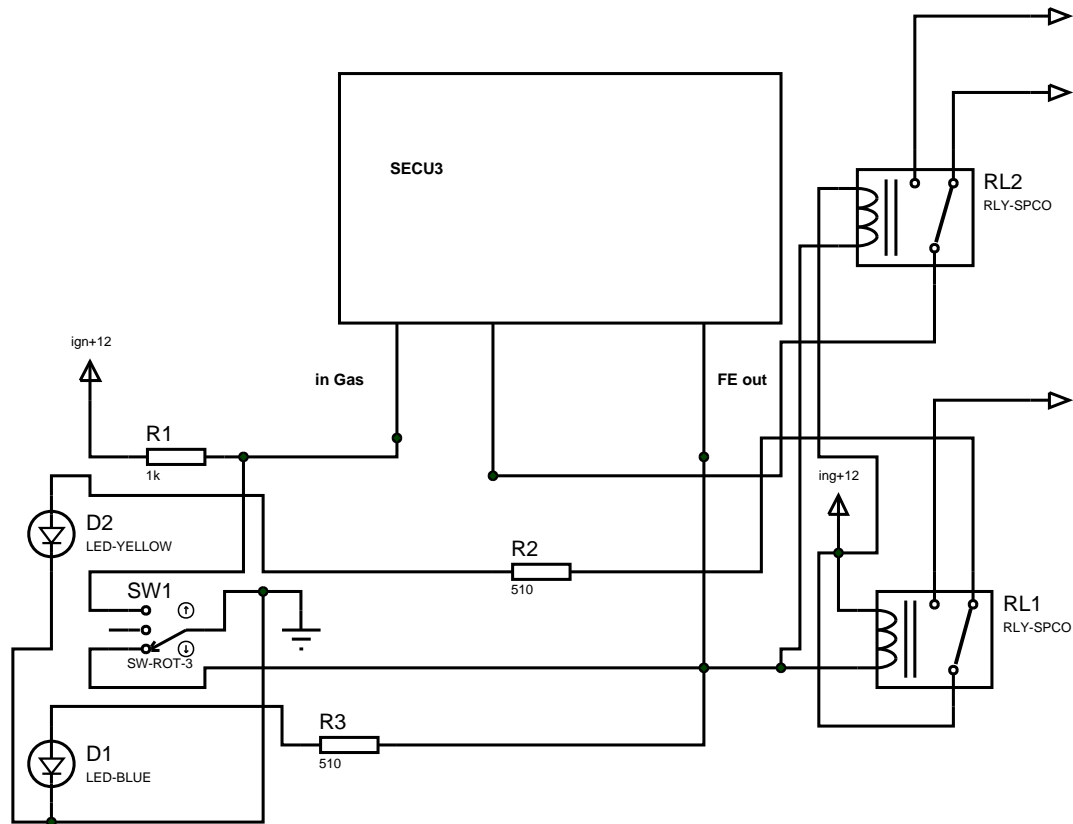 SECU3
RL2
RLY-SPCO
ign+12
in Gas
FE out
R1
1k
ing+12
D2
LED-YELLOW
R2
510
SW1
SW-ROT-3
RL1
RLY-SPCO
R3
510
D1
LED-BLUE